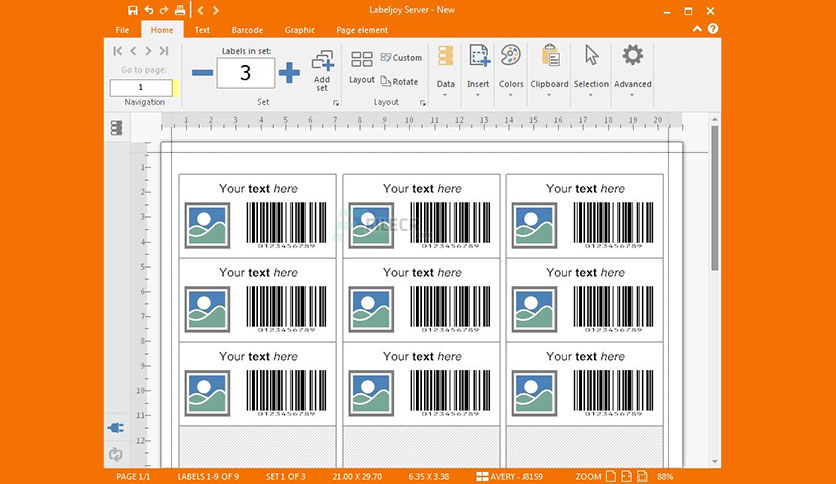 Labeljoy Server - New
File Home Text Barcode Graphic Page element
Labels in set:
Go to page:
1
3
Add set
Layout
Custom
Rotate
Data
Insert
Colors
Clipboard
Selection
Advanced
Navigation Set Layout
1 2 3 4 5 6 7 8 9 10 11 12 13 14 15 16 17 18 19 20
1
2
3
4
5
6
7
8
9
10
11
12
Your text here Your text here Your text here
0123456789 0123456789 0123456789
Your text here Your text here Your text here
0123456789 0123456789 0123456789
Your text here Your text here Your text here
0123456789 0123456789 0123456789
FILECR
PAGE 1/1 LABELS 1-9 OF 9 SET 1 OF 3 21.00 X 29.70 6.35 X 3.38 AVERY - J8159 ZOOM 88%